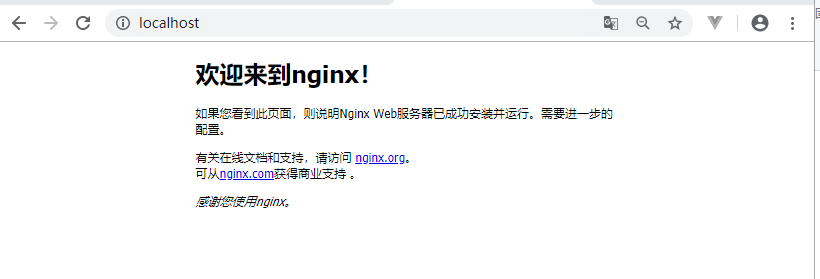 localhost
欢迎来到nginx！
如果您看到此页面，则说明Nginx Web服务器已成功安装并运行。需要进一步的
配置。
有关在线文档和支持，请访问 nginx.org。
可从nginx.com获得商业支持 。
感谢您使用nginx。